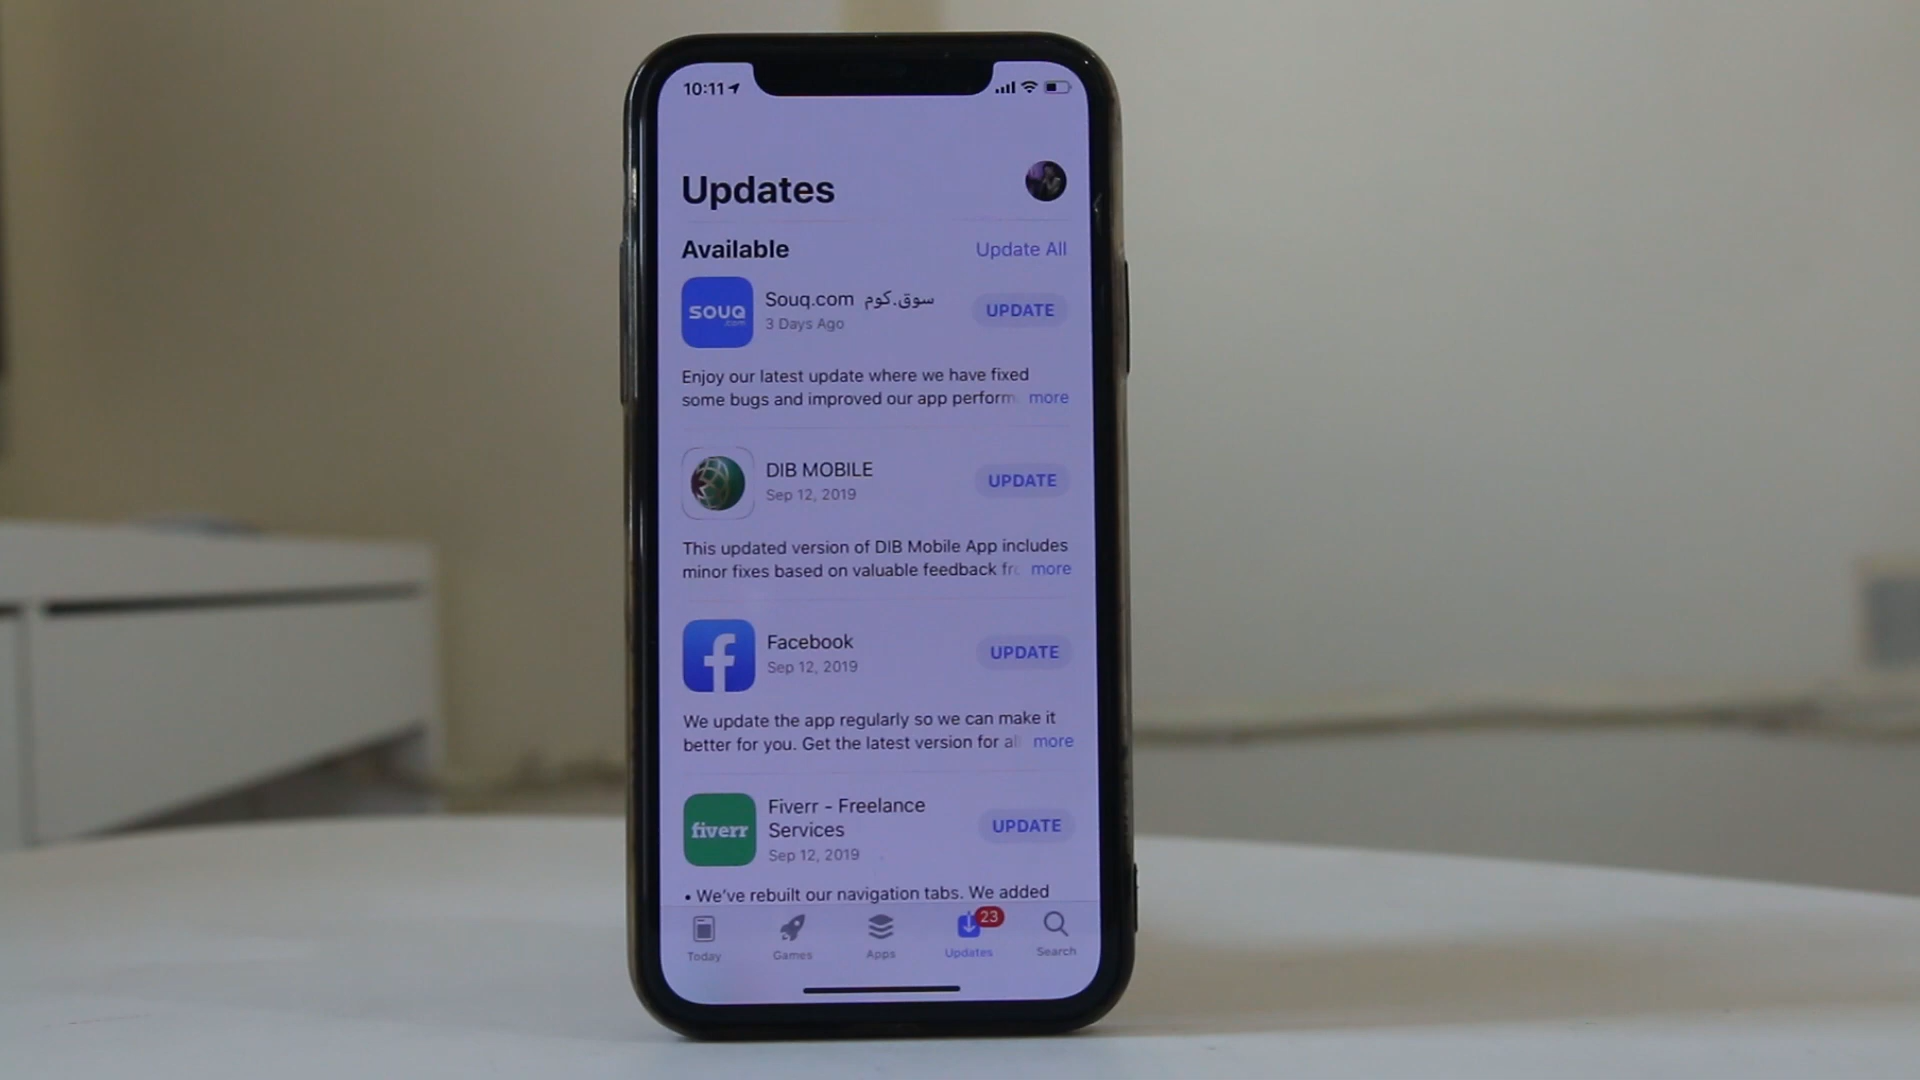 10:11
Updates
Available
Update All
souq
.com
Souq.com سوق.كوم
3 Days Ago
UPDATE
Enjoy our latest update where we have fixed
some bugs and improved our app perform more
DIB MOBILE
Sep 12, 2019
UPDATE
This updated version of DIB Mobile App includes
minor fixes based on valuable feedback fr more
Facebook
Sep 12, 2019
UPDATE
We update the app regularly so we can make it
better for you. Get the latest version for al more
fiverr
Fiverr - Freelance
Services
Sep 12, 2019
UPDATE
• We've rebuilt our navigation tabs. We added
23
Today
Games
Apps
Updates
Search